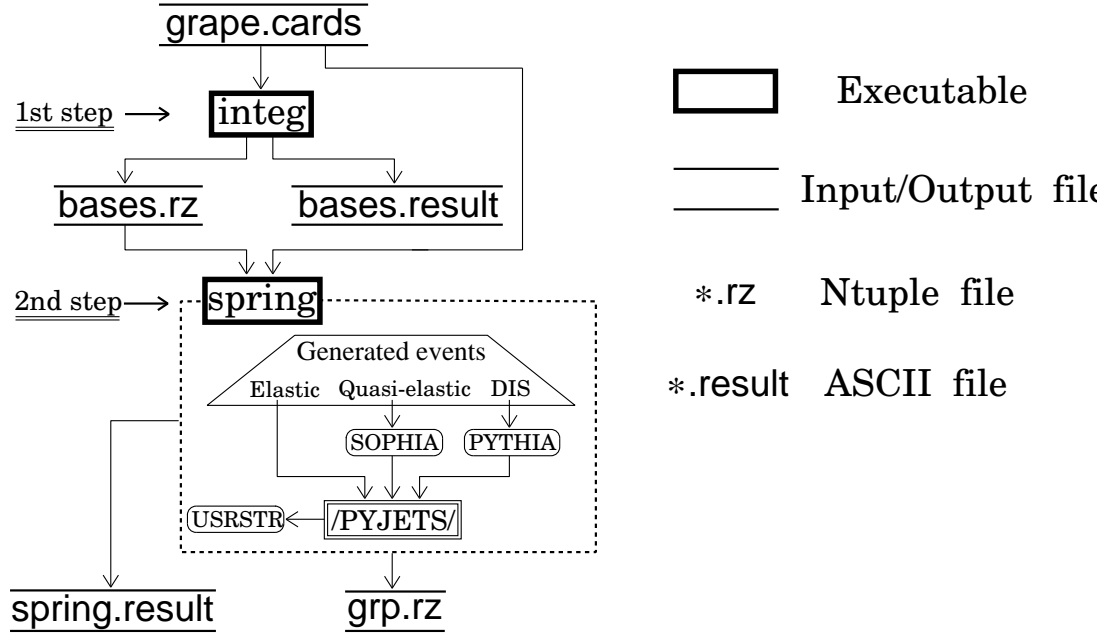 grape.cards
1st step
integ
bases.rz
bases.result
2nd step
spring
Generated events
Elastic Quasi-elastic DIS
SOPHIA PYTHIA
USRSTR /PYJETS/
spring.result
grp.rz
Executable
Input/Output file
*.rz Ntuple file
*.result ASCII file